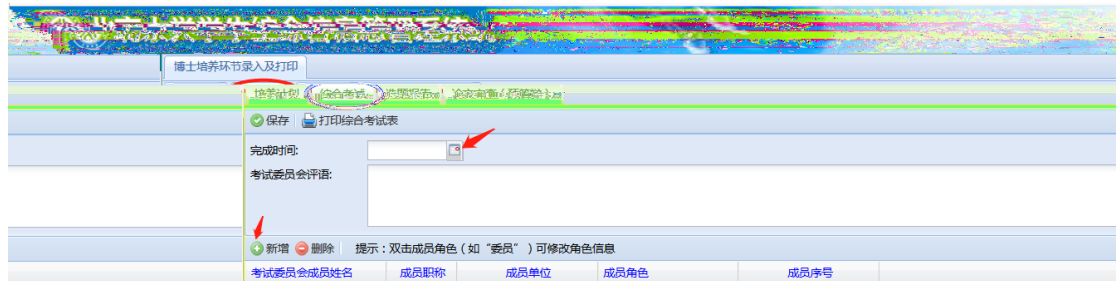 博士培养环节录入及打印
培养计划 综合考试
保存 打印综合考试表
完成时间:
考试委员会评语:
新增 删除 提示:双击成员角色(如“委员”)可修改角色信息
考试委员会成员姓名 成员职称 成员单位 成员角色 成员序号